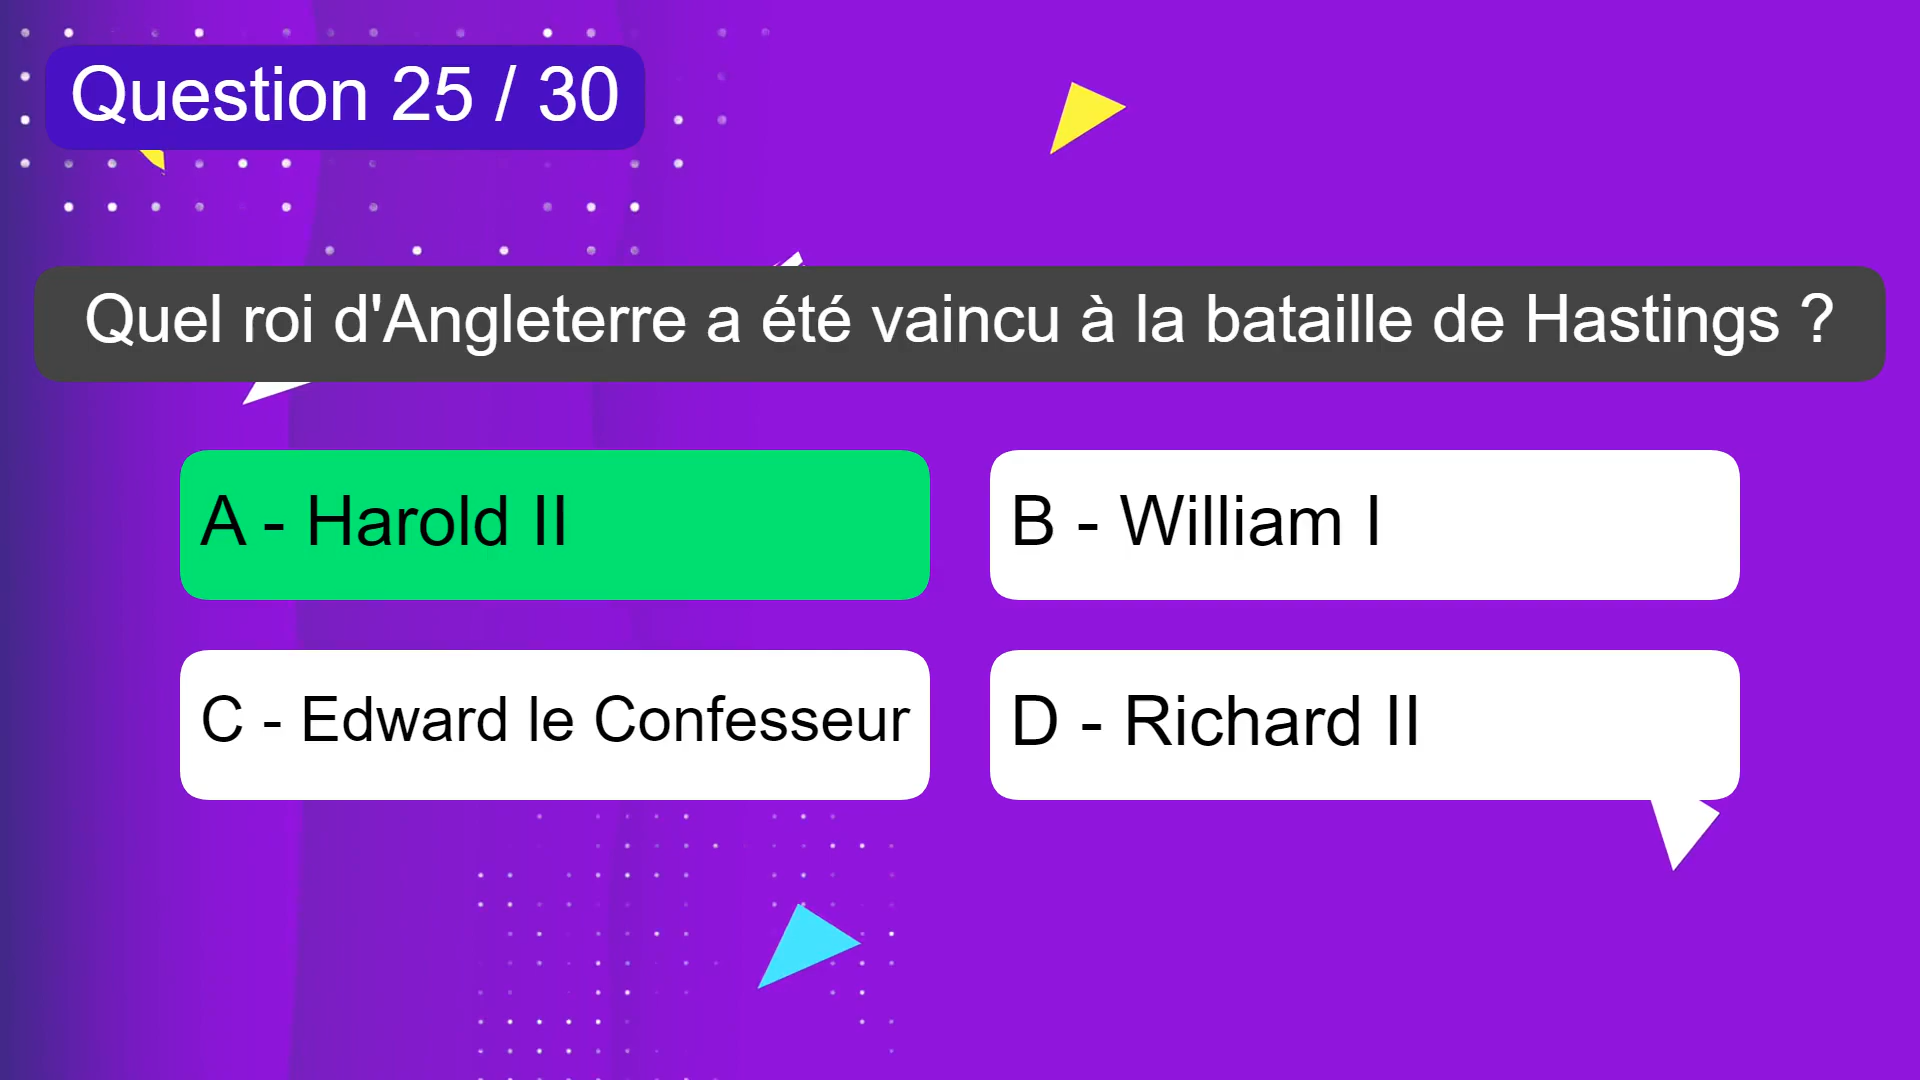 Question 25 / 30
Quel roi d'Angleterre a été vaincu à la bataille de Hastings ?
A - Harold II
B - William I
C - Edward le Confesseur
D - Richard II